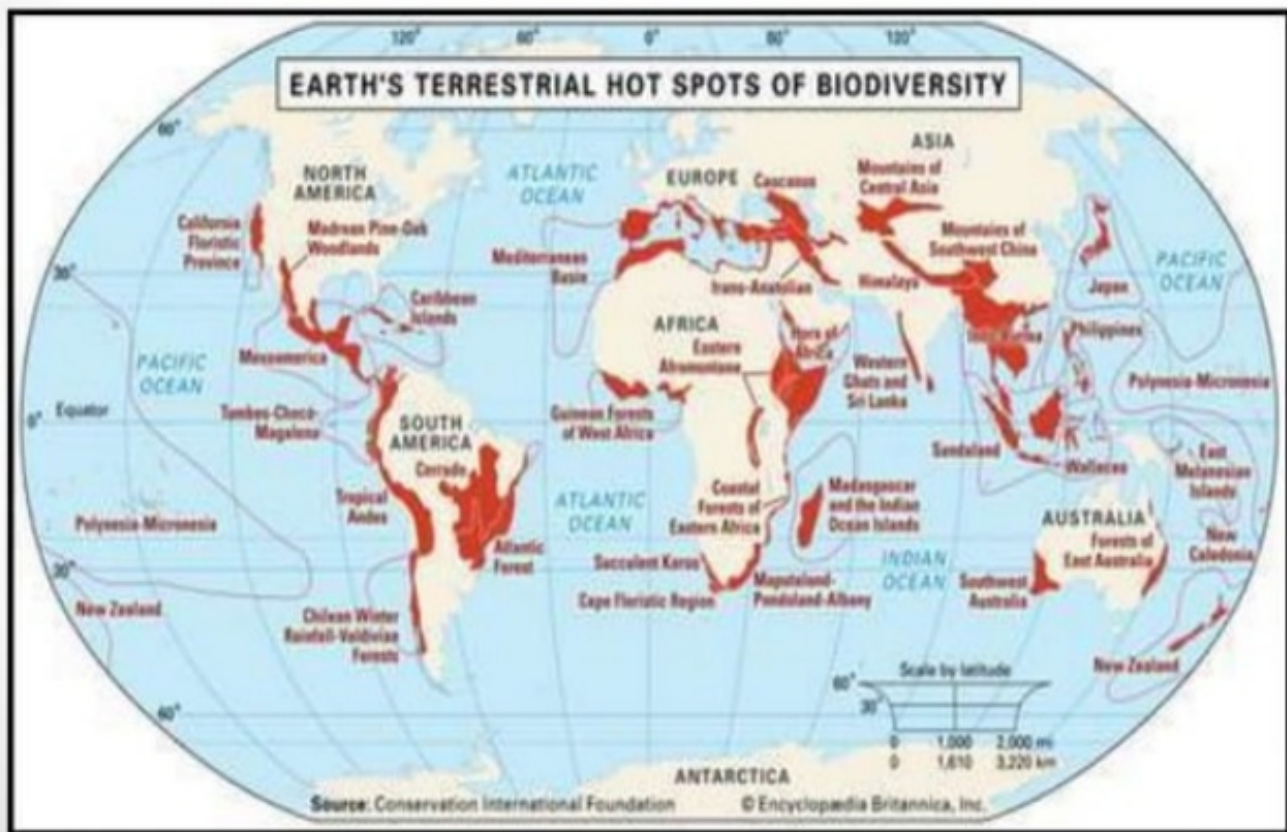 120° 60° 0° 60° 120°
EARTH'S TERRESTRIAL HOT SPOTS OF BIODIVERSITY
60°
ASIA
NORTH
AMERICA
ATLANTIC
OCEAN
EUROPE
Caucasus
Mountains of
Central Asia
California
Floristic
Province
Madrean Pine-Oak
Woodlands
Mountains of
Southwest China
30°
Mediterranean
Basin
PACIFIC
OCEAN
Caribbean
Islands
Irano-Anatolian
Himalaya
Japan
AFRICA
Horn of
Africa
Eastern
Afromontane
Philippines
Mesoamerica
PACIFIC
OCEAN
Western
Ghats and
Sri Lanka
Polynesia-Micronesia
Equator
0°
Tumbes-Choco-
Magalena
SOUTH
AMERICA
Guinean Forests
of West Africa
Sundaland
Wallacea
East
Melanesian
Islands
Cerrado
Tropical
Andes
ATLANTIC
OCEAN
Coastal
Forests of
Eastern Africa
Madagascar
and the Indian
Ocean Islands
Polynesia-Micronesia
AUSTRALIA
Forests of
East Australia
New
Caledonia
Atlantic
Forest
INDIAN
OCEAN
30°
Succulent Karoo
Southwest
Australia
New Zealand
Cape Floristic Region
Maputaland-
Pondoland-Albany
Chilean Winter
Rainfall-Valdivian
Forests
New Zealand
Scale by latitude
60°
30°
60°
0 1,000 2,000 mi
0 1,610 3,220 km
ANTARCTICA
Source: Conservation International Foundation © Encyclopædia Britannica, Inc.